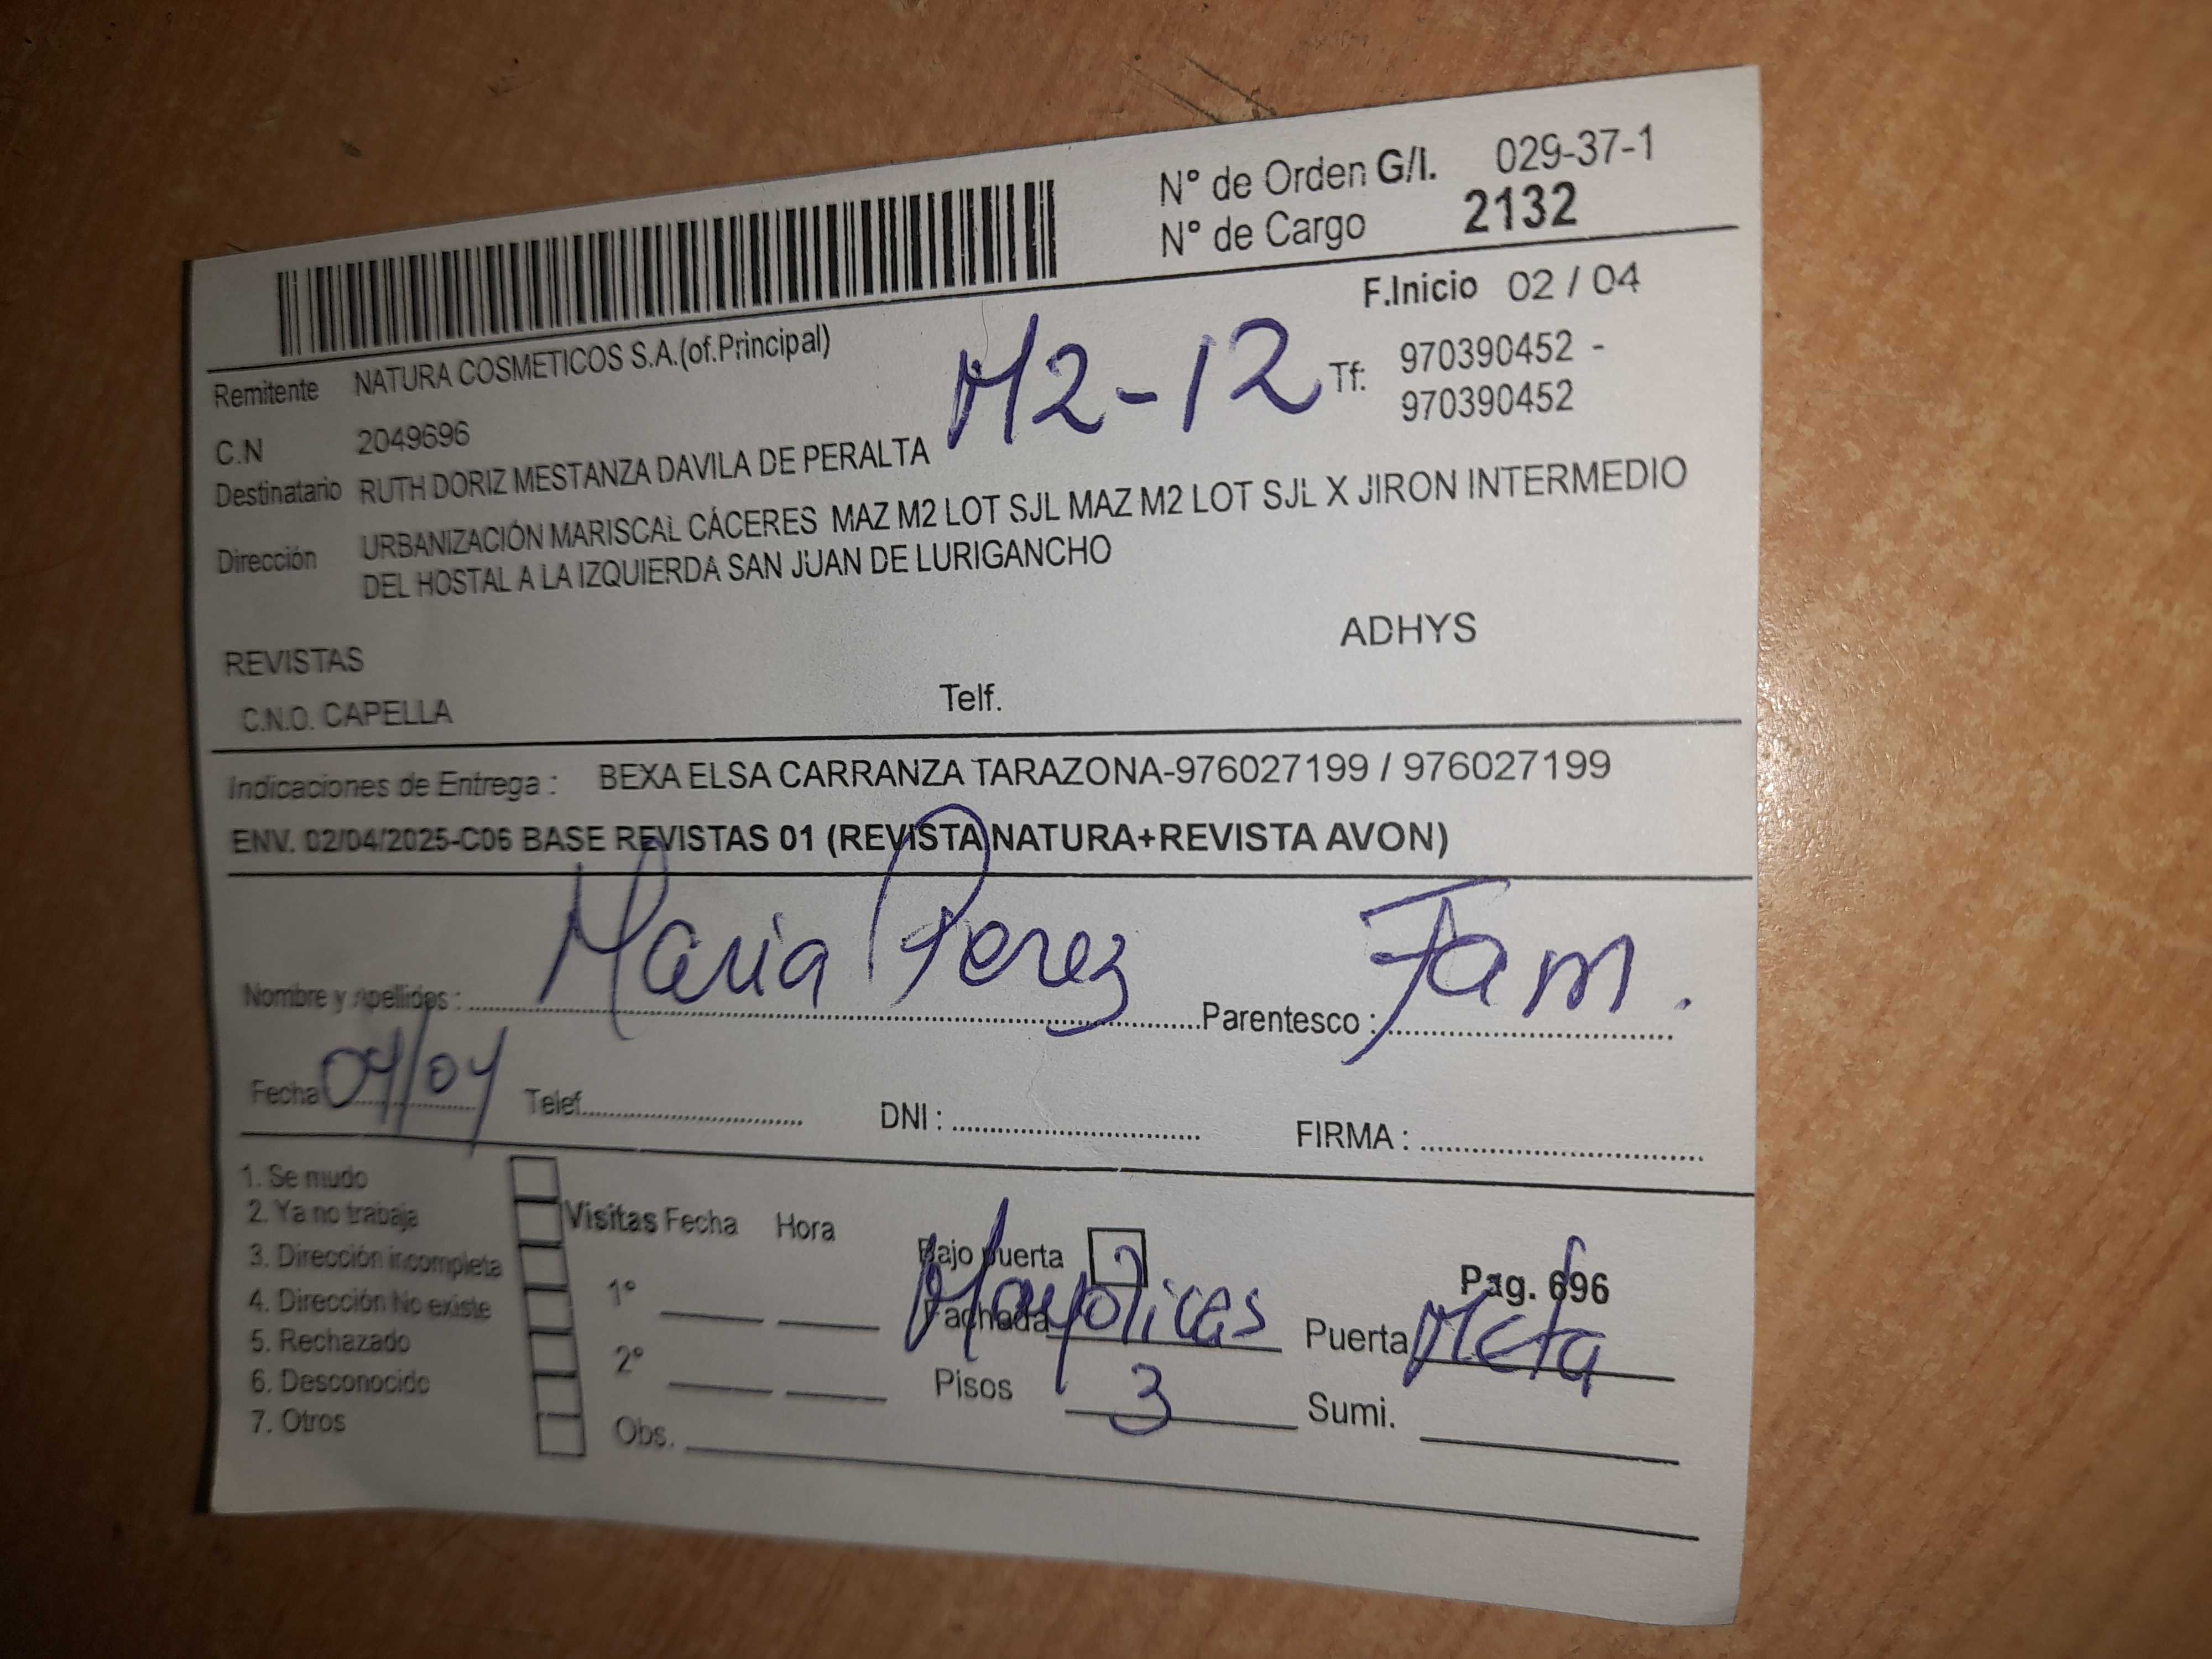 N° de Orden G/I. 029-37-1
N° de Cargo 2132
F.Inicio 02 / 04
Remitente NATURA COSMETICOS S.A.(of.Principal)
M2-12
Tf: 970390452 -
970390452
C.N 2049696
Destinatario RUTH DORIZ MESTANZA DAVILA DE PERALTA
Dirección URBANIZACIÓN MARISCAL CÁCERES MAZ M2 LOT SJL MAZ M2 LOT SJL X JIRON INTERMEDIO
DEL HOSTAL A LA IZQUIERDA SAN JUAN DE LURIGANCHO
REVISTAS ADHYS
C.N.O. CAPELLA Telf.
Indicaciones de Entrega : BEXA ELSA CARRANZA TARAZONA-976027199 / 976027199
ENV. 02/04/2025-C06 BASE REVISTAS 01 (REVISTA NATURA+REVISTA AVON)
Nombre y Apellidos : Maria Perez Parentesco : Fam.
Fecha 04/04 Telef. DNI : FIRMA :
1. Se mudo
2. Ya no trabaja
3. Dirección incompleta
4. Dirección No existe
5. Rechazado
6. Desconocido
7. Otros
Visitas Fecha Hora
1°
2°
Obs.
Bajo puerta Pag. 696
Fachada Mayolicas Puerta Meta
Pisos 3 Sumi.